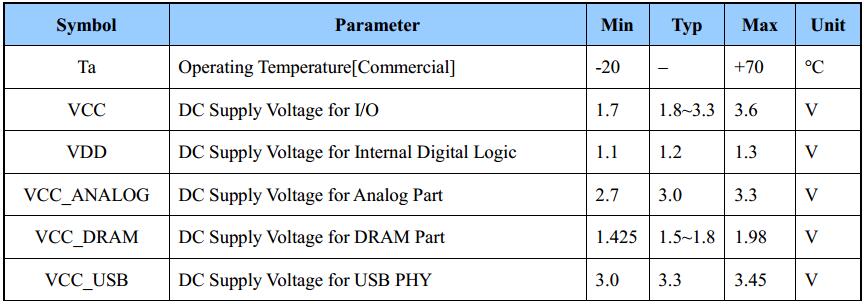 Symbol Parameter Min Typ Max Unit
Ta Operating Temperature[Commercial] -20 – +70 °C
VCC DC Supply Voltage for I/O 1.7 1.8~3.3 3.6 V
VDD DC Supply Voltage for Internal Digital Logic 1.1 1.2 1.3 V
VCC_ANALOG DC Supply Voltage for Analog Part 2.7 3.0 3.3 V
VCC_DRAM DC Supply Voltage for DRAM Part 1.425 1.5~1.8 1.98 V
VCC_USB DC Supply Voltage for USB PHY 3.0 3.3 3.45 V